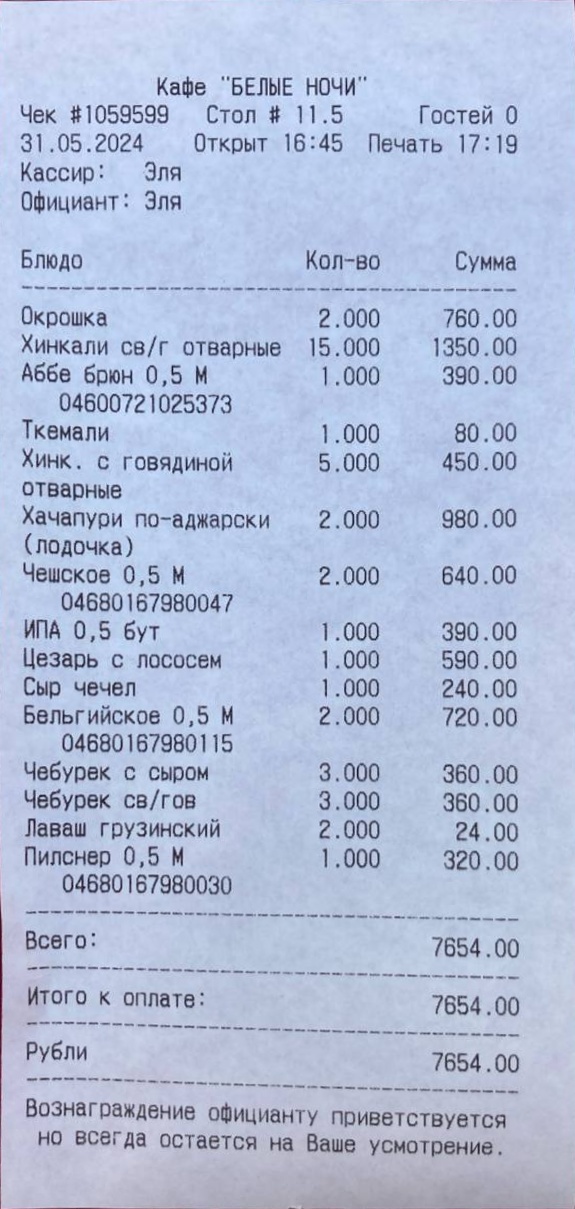 Кафе "БЕЛЫЕ НОЧИ"
Чек #1059599 Стол # 11.5 Гостей 0
31.05.2024 Открыт 16:45 Печать 17:19
Кассир: Эля
Официант: Эля
Блюдо Кол-во Сумма
Окрошка 2.000 760.00
Хинкали св/г отварные 15.000 1350.00
Аббе брюн 0,5 М 1.000 390.00
04600721025373
Ткемали 1.000 80.00
Хинк. с говядиной 5.000 450.00
отварные
Хачапури по-аджарски 2.000 980.00
(лодочка)
Чешское 0,5 М 2.000 640.00
04680167980047
ИПА 0,5 бут 1.000 390.00
Цезарь с лососем 1.000 590.00
Сыр чечел 1.000 240.00
Бельгийское 0,5 М 2.000 720.00
04680167980115
Чебурек с сыром 3.000 360.00
Чебурек св/гов 3.000 360.00
Лаваш грузинский 2.000 24.00
Пилснер 0,5 М 1.000 320.00
04680167980030
Всего: 7654.00
Итого к оплате: 7654.00
Рубли 7654.00
Вознаграждение официанту приветствуется
но всегда остается на Ваше усмотрение.